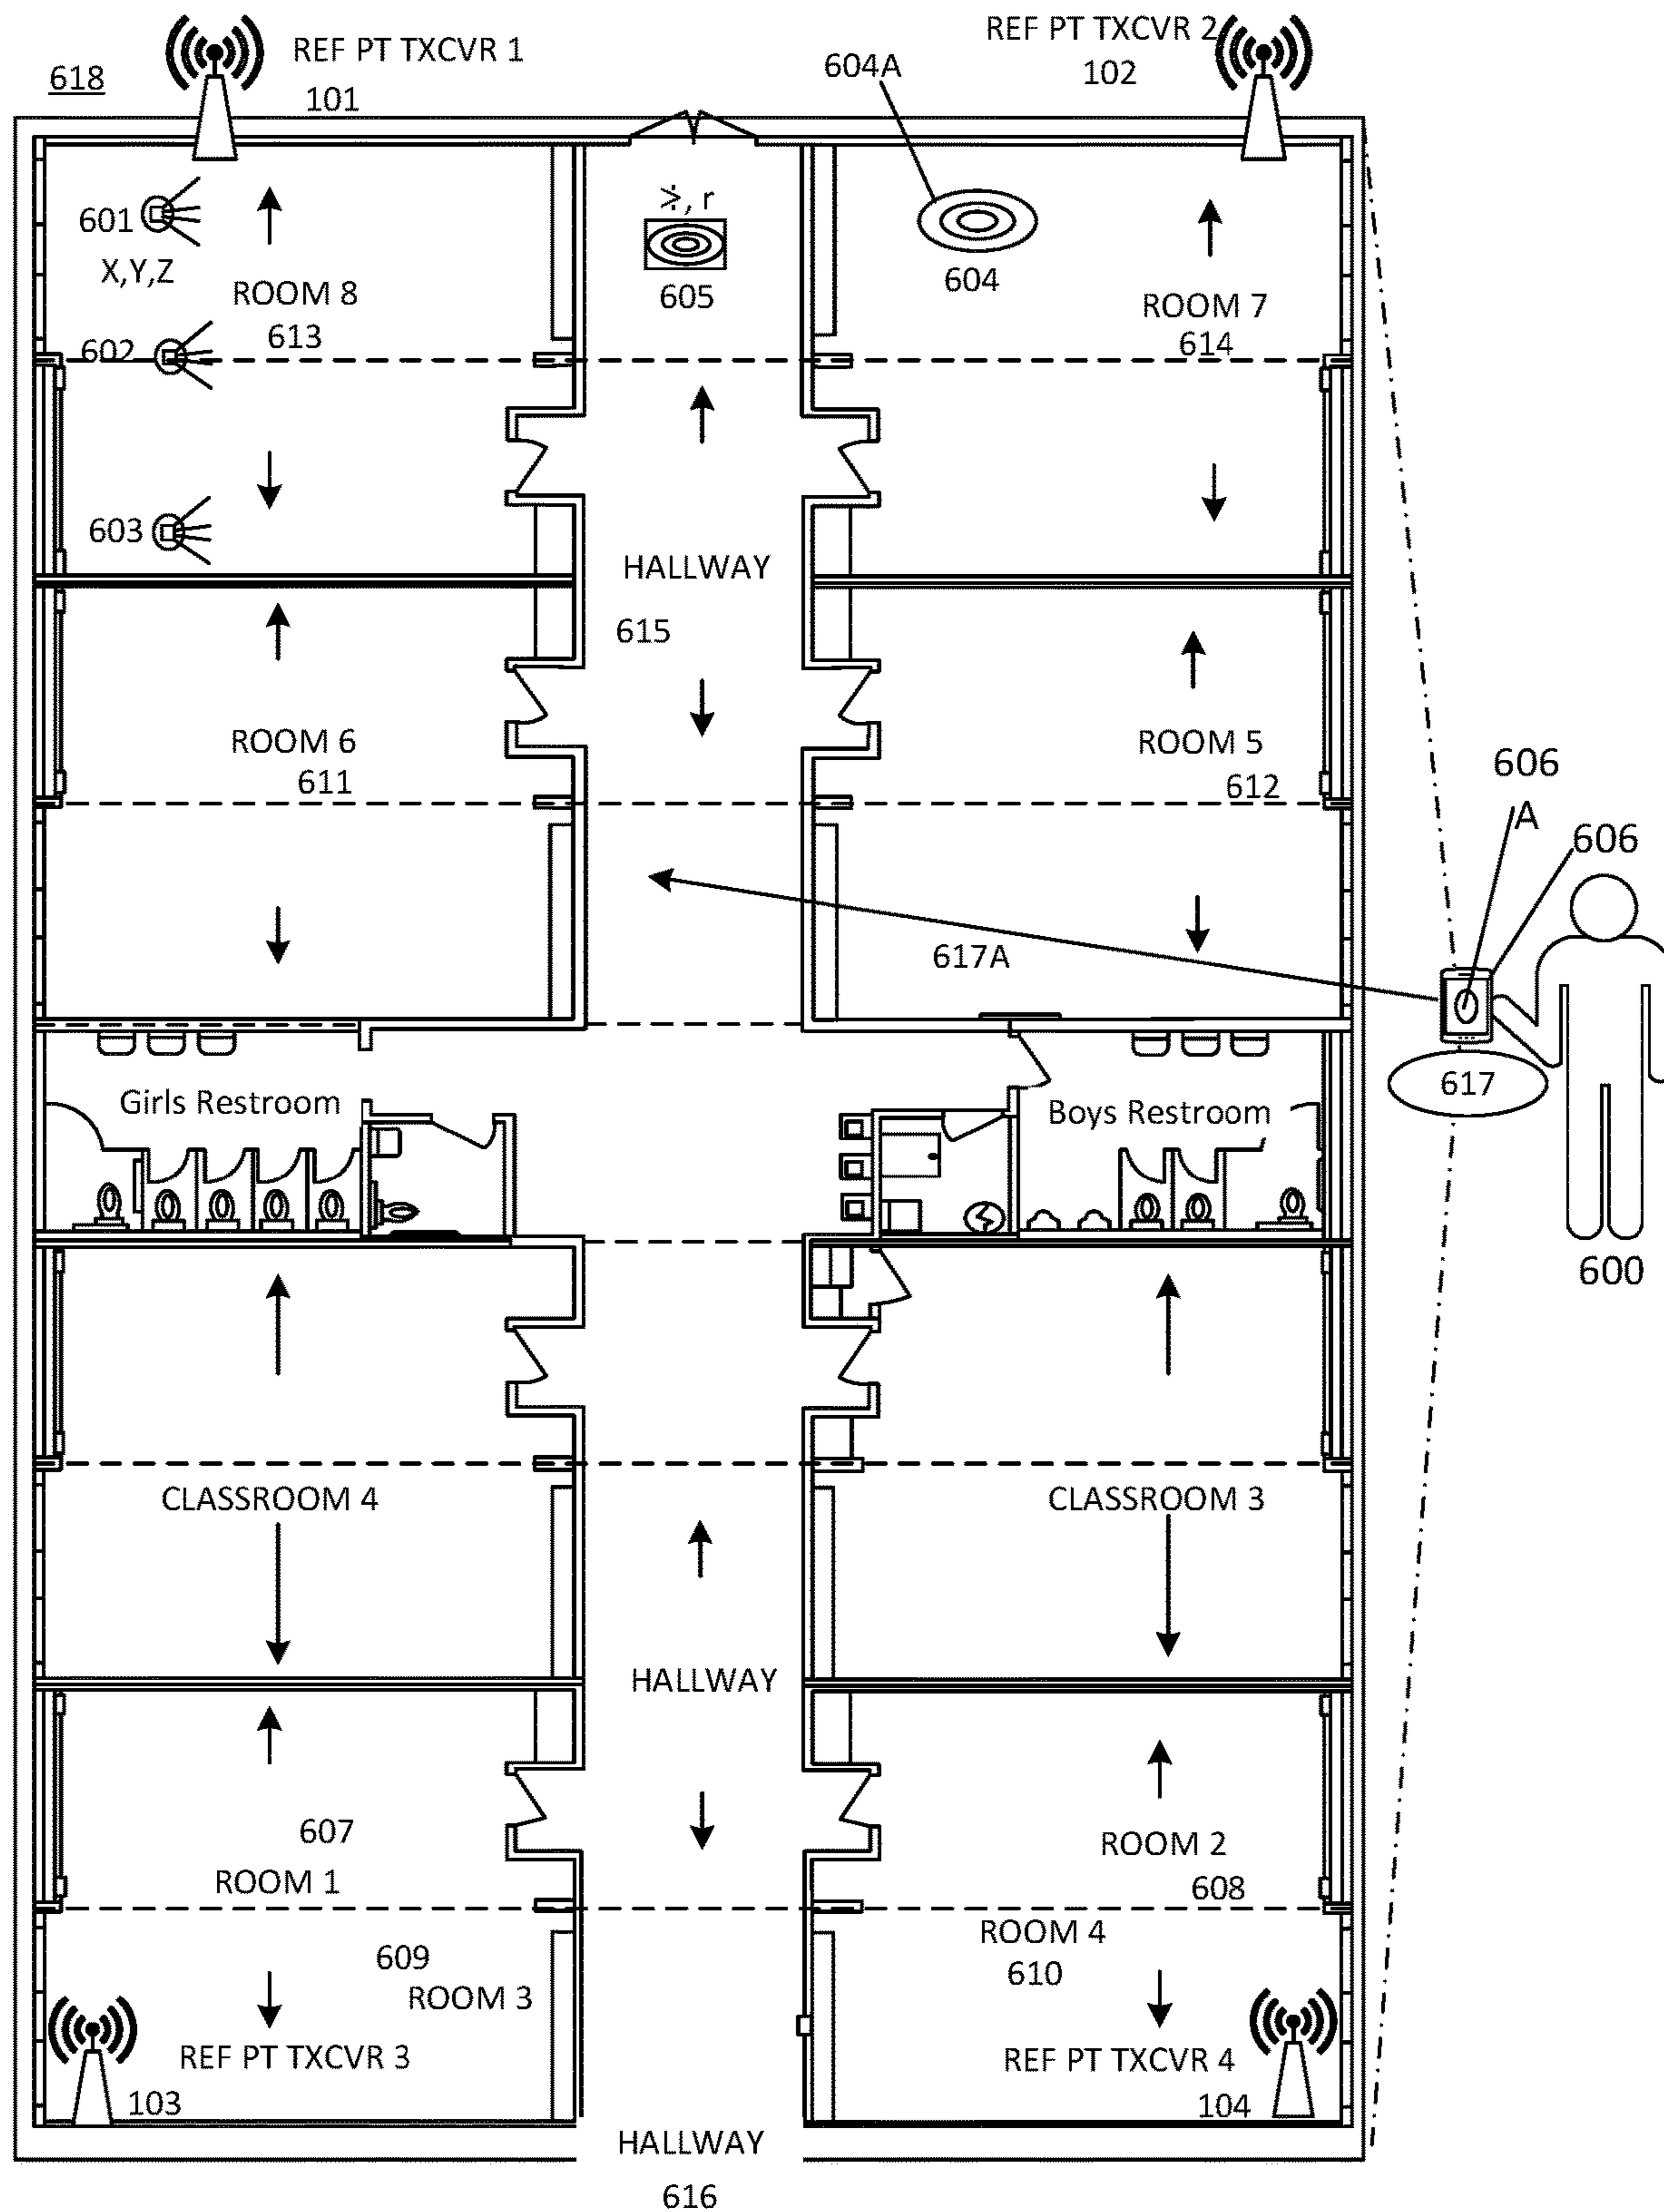 REF PT TXCVR 1
101
618
REF PT TXCVR 2
102
604A
601
X,Y,Z
, r
605
604
ROOM 8
613
602
ROOM 7
614
603
HALLWAY
615
ROOM 6
611
ROOM 5
612
606
A
606
617A
617
Girls Restroom
Boys Restroom
600
CLASSROOM 4
CLASSROOM 3
HALLWAY
607
ROOM 1
ROOM 2
608
609
ROOM 3
ROOM 4
610
REF PT TXCVR 3
103
REF PT TXCVR 4
104
HALLWAY
616